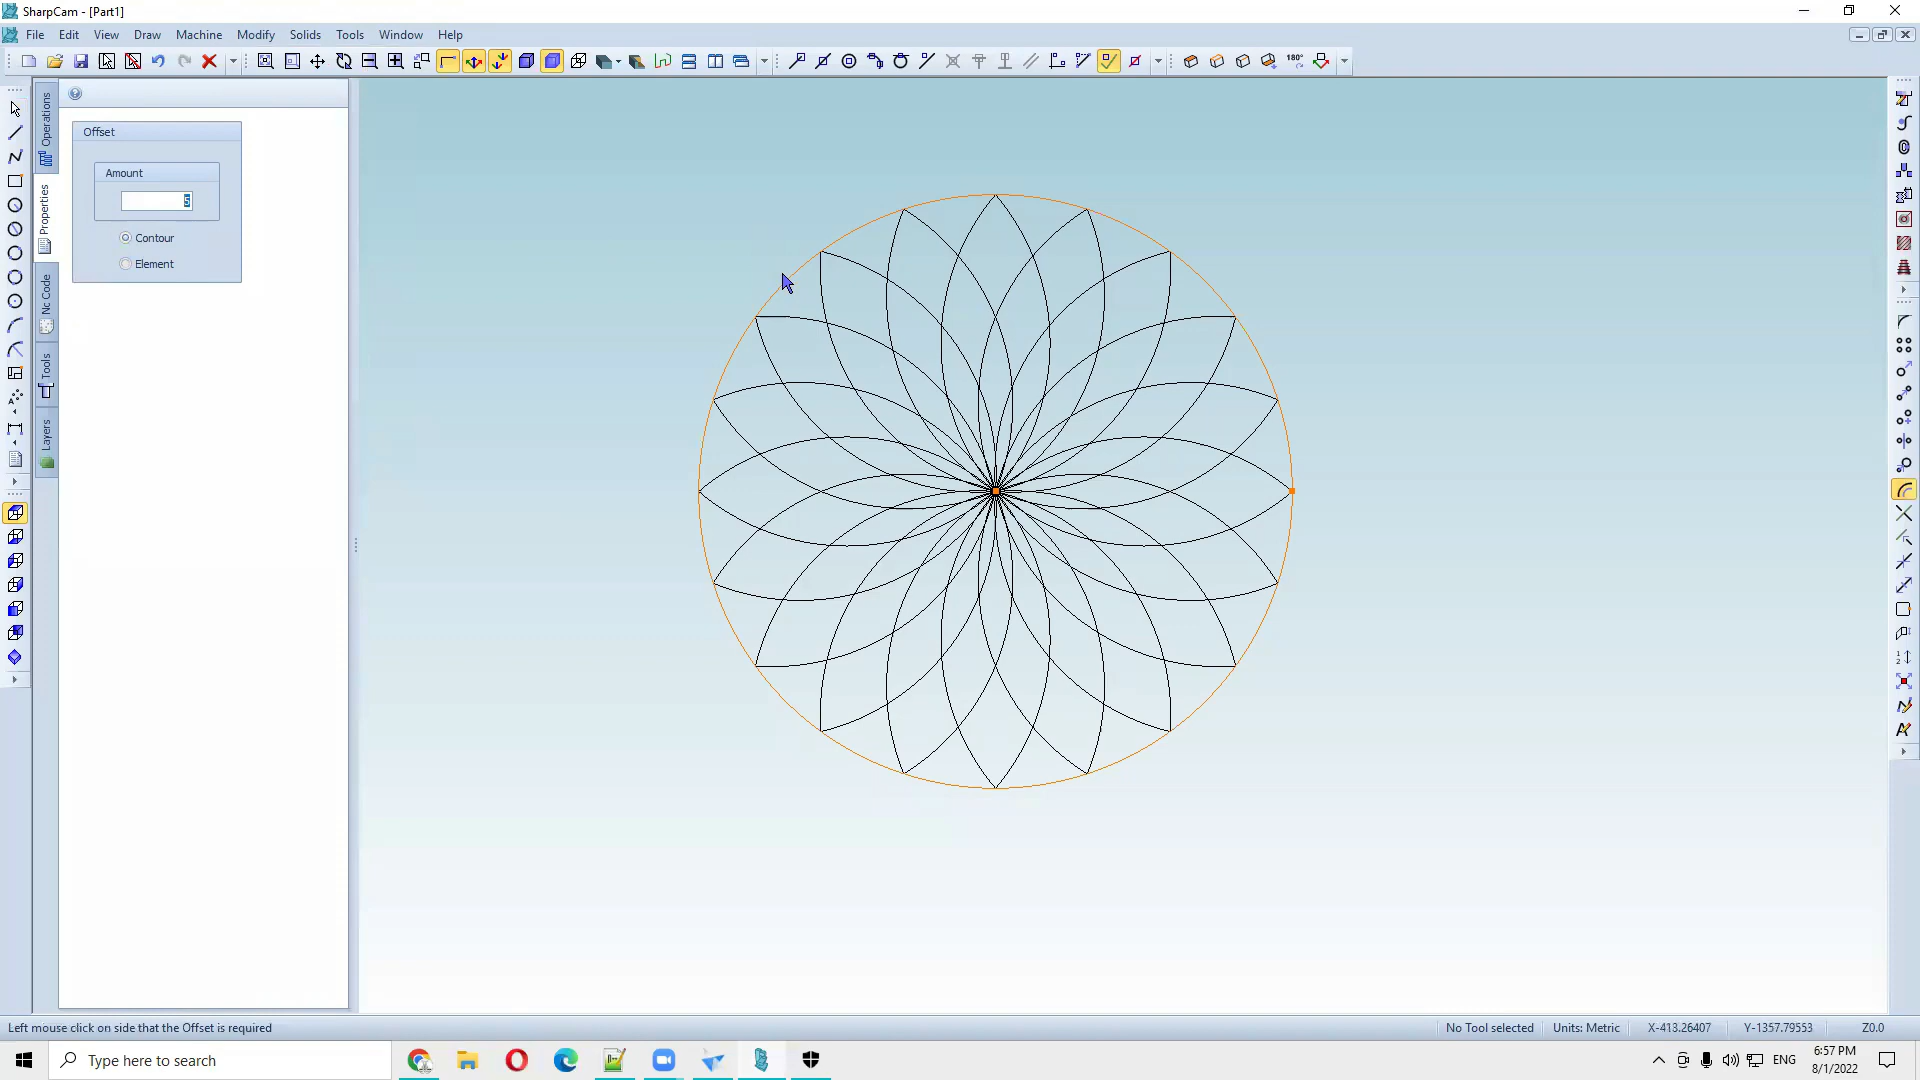 SharpCam - [Part1]
File Edit View Draw Machine Modify Solids Tools Window Help
180°
Operations
Properties
Nc Code
Tools
Layers
Offset
Amount
5
Contour
Element
Left mouse click on side that the Offset is required
No Tool selected Units: Metric X-413.26407 Y-1357.79553 Z0.0
Type here to search
ENG
6:57 PM
8/1/2022